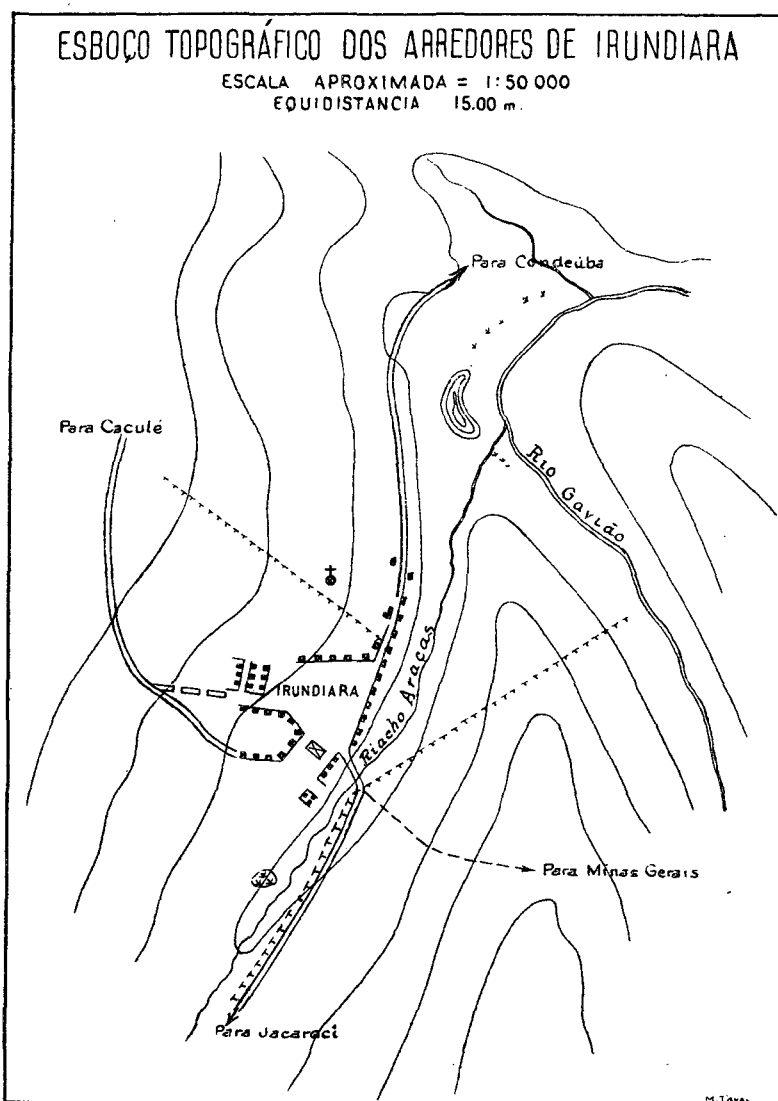 ESBOÇO TOPOGRÁFICO DOS ARREDORES DE IRUNDIARA
ESCALA APROXIMADA = 1:50 000
EQUIDISTANCIA 15.00 m.
Para Condeúba
Para Caculé
Rio Gavião
Riacho Araças
IRUNDIARA
Para Minas Gerais
Para Jacaraci